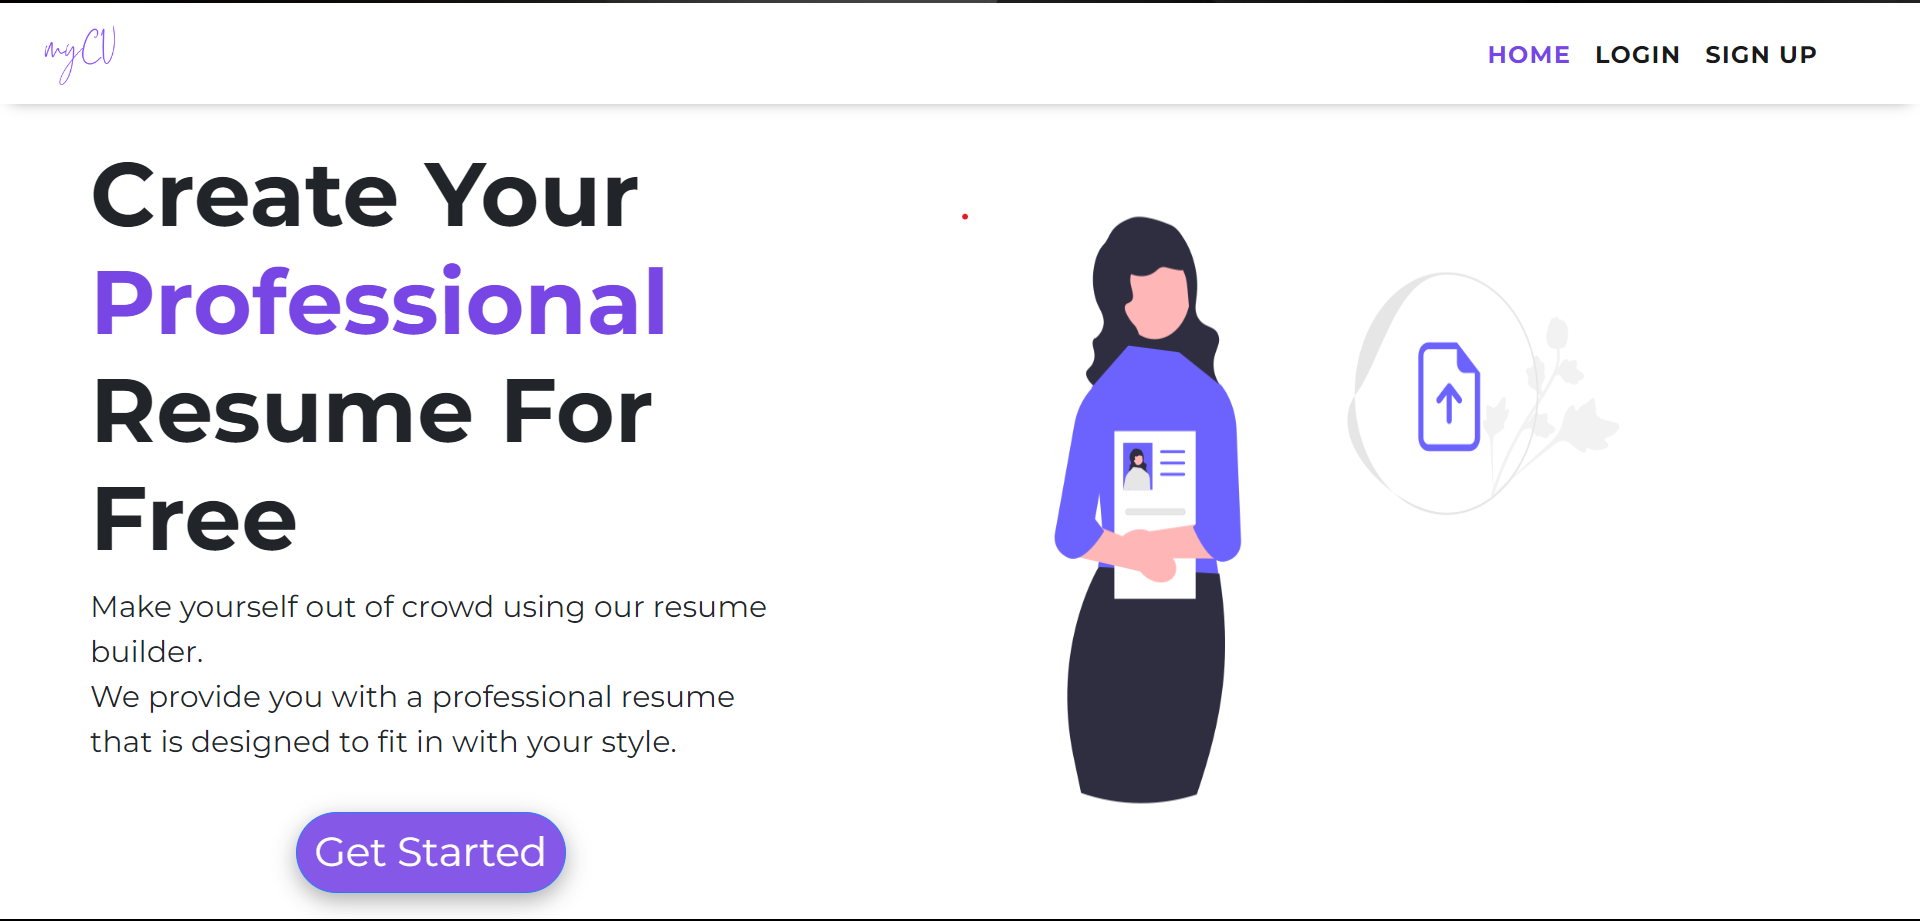 myCV
HOME LOGIN SIGN UP
Create Your
Professional
Resume For
Free
Make yourself out of crowd using our resume
builder.
We provide you with a professional resume
that is designed to fit in with your style.
Get Started